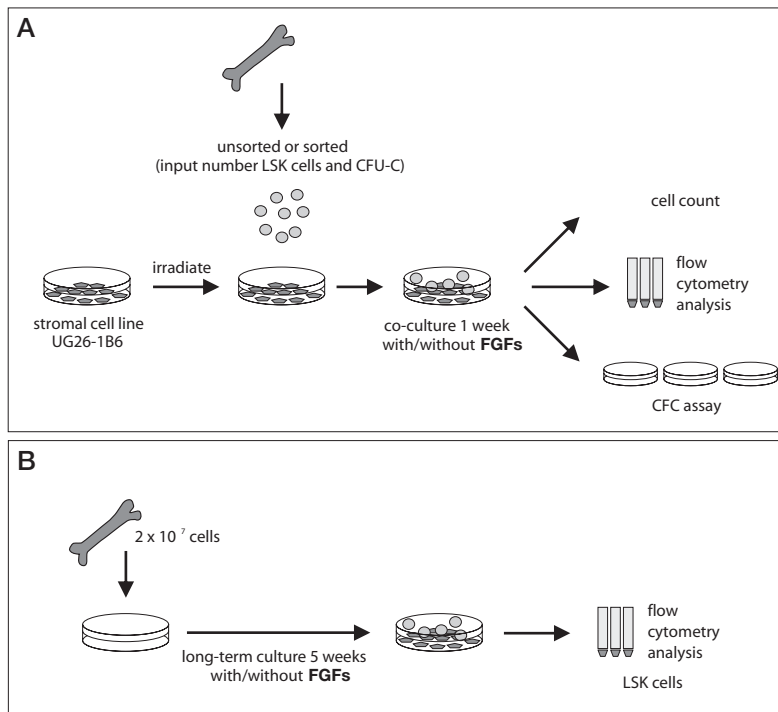 A
unsorted or sorted
(input number LSK cells and CFU-C)
cell count
irradiate
flow
cytometry
analysis
stromal cell line
UG26-1B6
co-culture 1 week
with/without FGFs
CFC assay
B
2 x 10 ⁷ cells
long-term culture 5 weeks
with/without FGFs
flow
cytometry
analysis
LSK cells